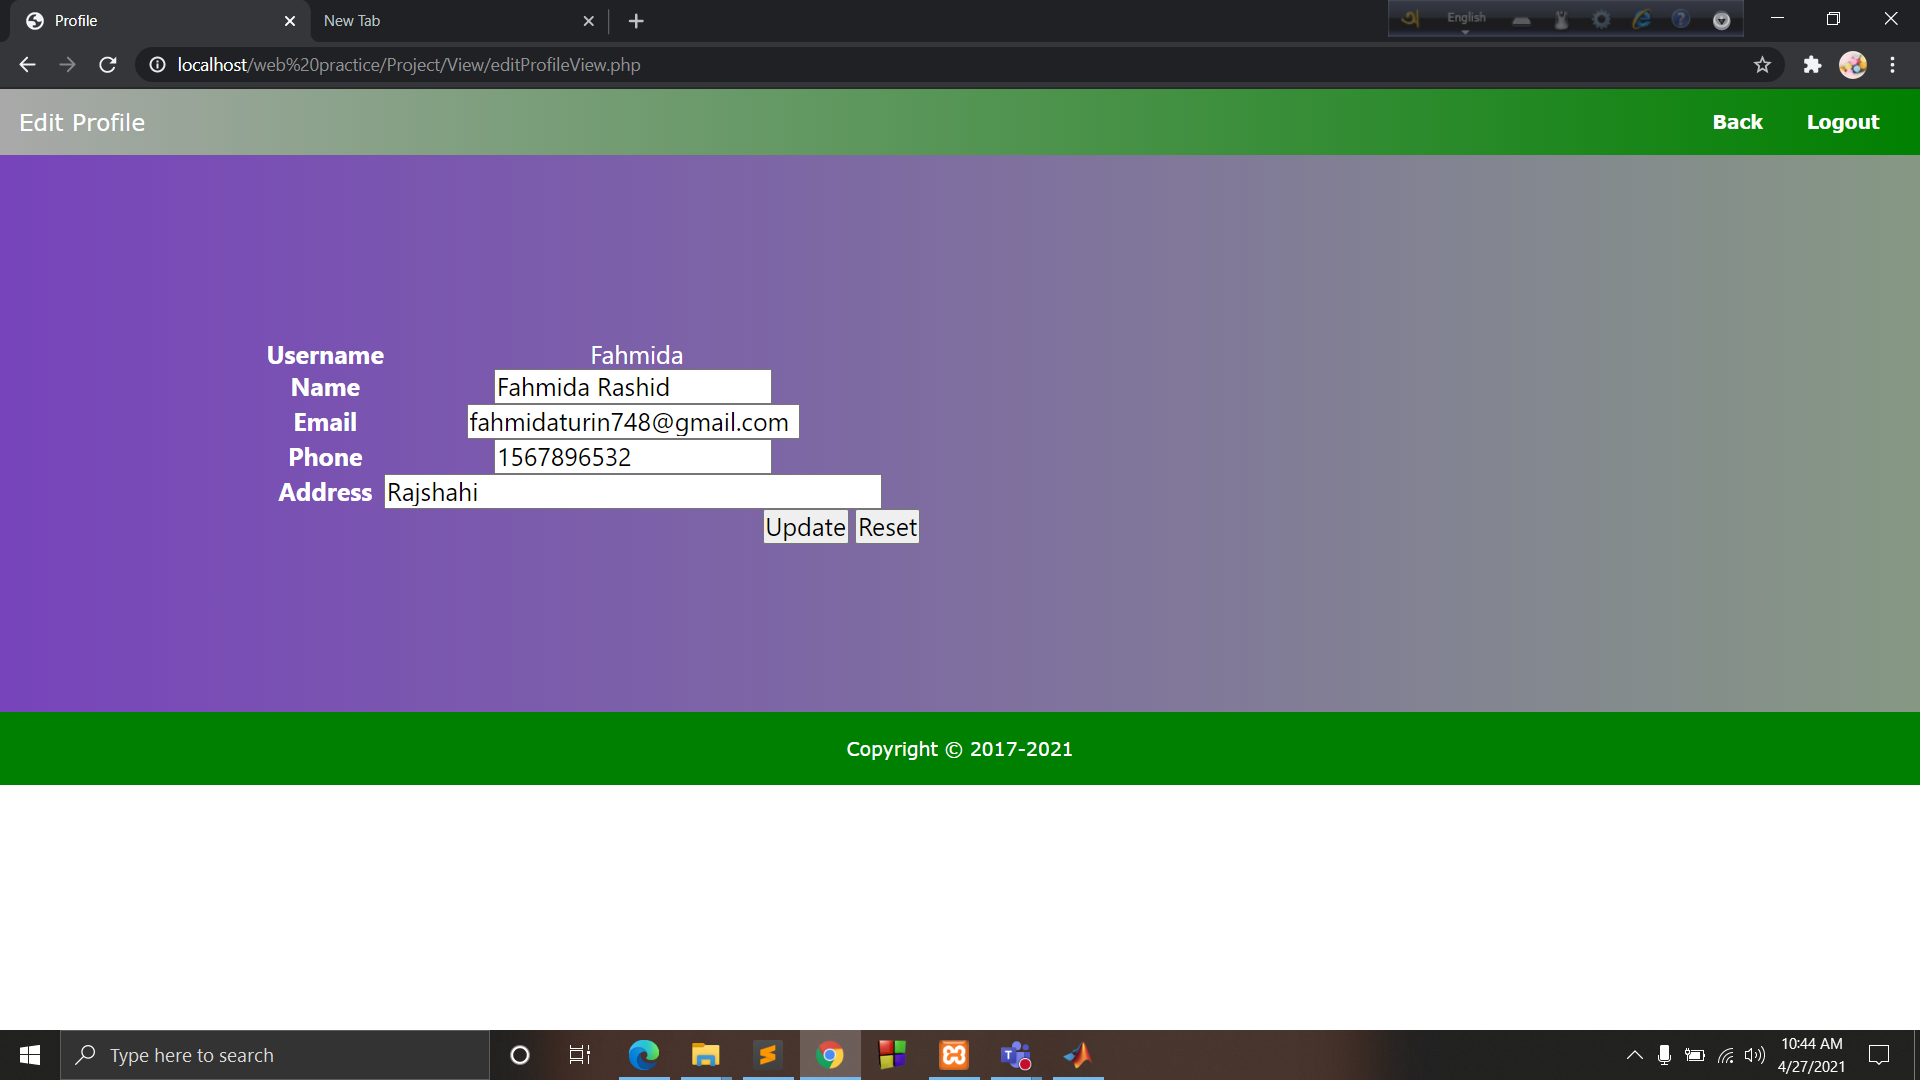 Profile
New Tab
English
localhost/web%20practice/Project/View/editProfileView.php
Edit Profile
Back
Logout
Username Fahmida
Name Fahmida Rashid
Email fahmidaturin748@gmail.com
Phone 1567896532
Address Rajshahi
Update Reset
Copyright © 2017-2021
Type here to search
10:44 AM
4/27/2021